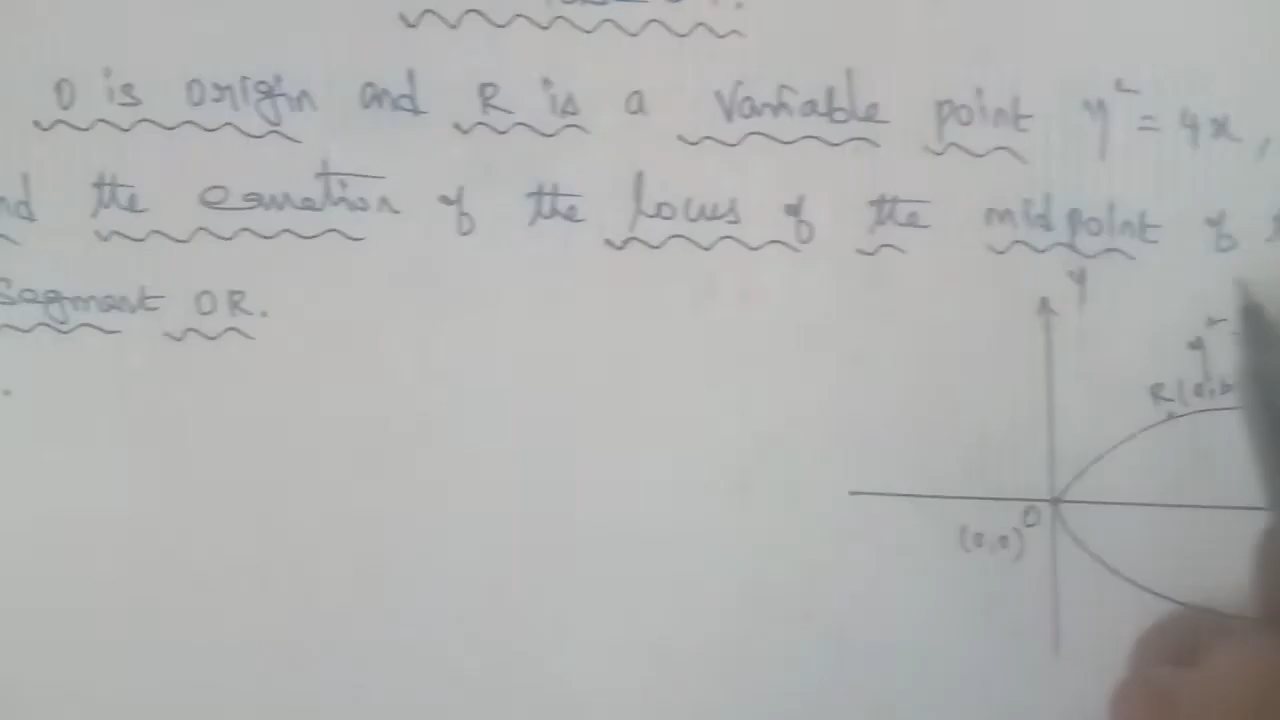 O is origin and R is a variable point y² = 4x,
nd the equation of the locus of the midpoint of
segment OR.
y
y²
R(a,b
O
(0,0)